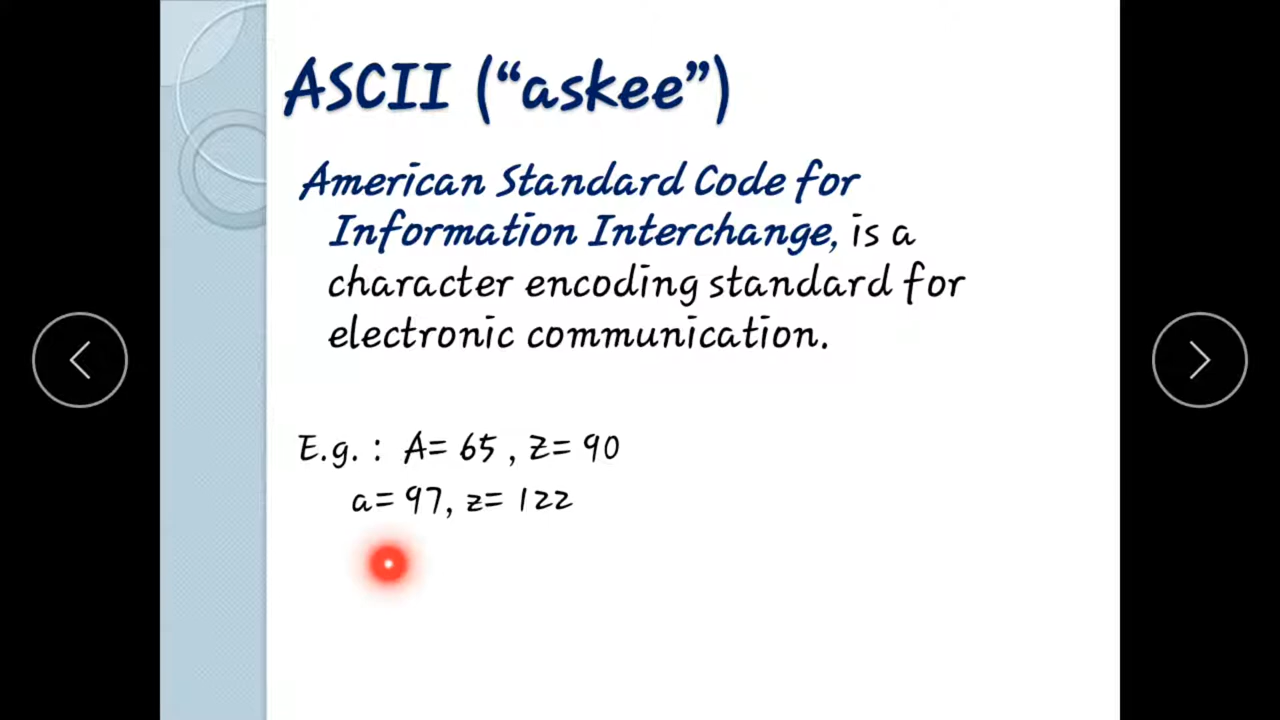 ASCII (“askee”)
American Standard Code for
Information Interchange, is a
character encoding standard for
electronic communication.
E.g. : A= 65 , Z= 90
a= 97, z= 122